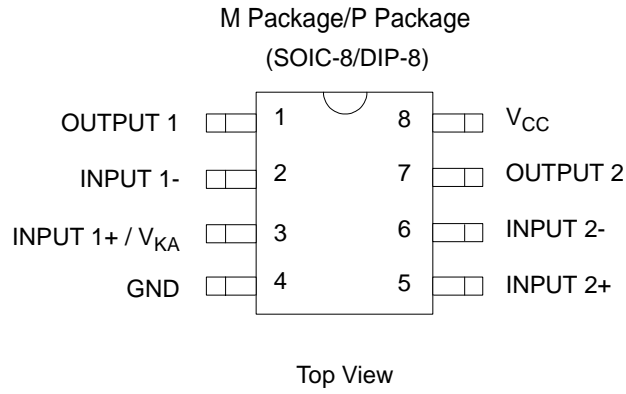 M Package/P Package
(SOIC-8/DIP-8)
OUTPUT 1 1 8 VCC
INPUT 1- 2 7 OUTPUT 2
INPUT 1+ / VKA 3 6 INPUT 2-
GND 4 5 INPUT 2+
Top View